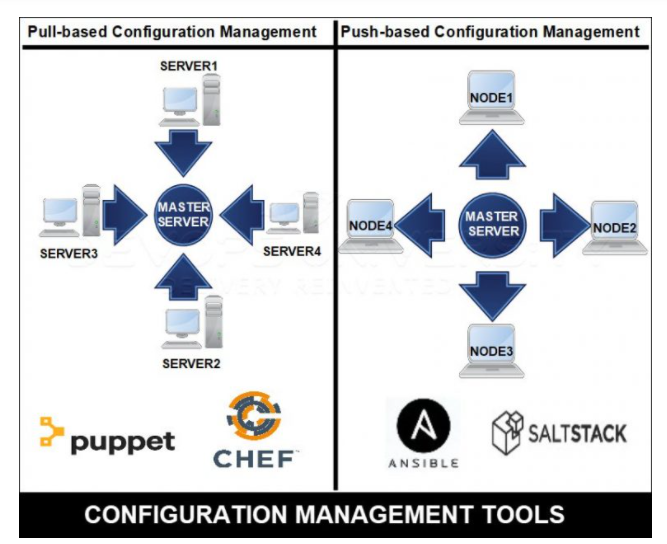 Pull-based Configuration Management
Push-based Configuration Management
SERVER1
MASTER
SERVER
SERVER3
SERVER4
SERVER2
NODE1
NODE4
MASTER
SERVER
NODE2
NODE3
puppet
CHEF
ANSIBLE
SALTSTACK
CONFIGURATION MANAGEMENT TOOLS